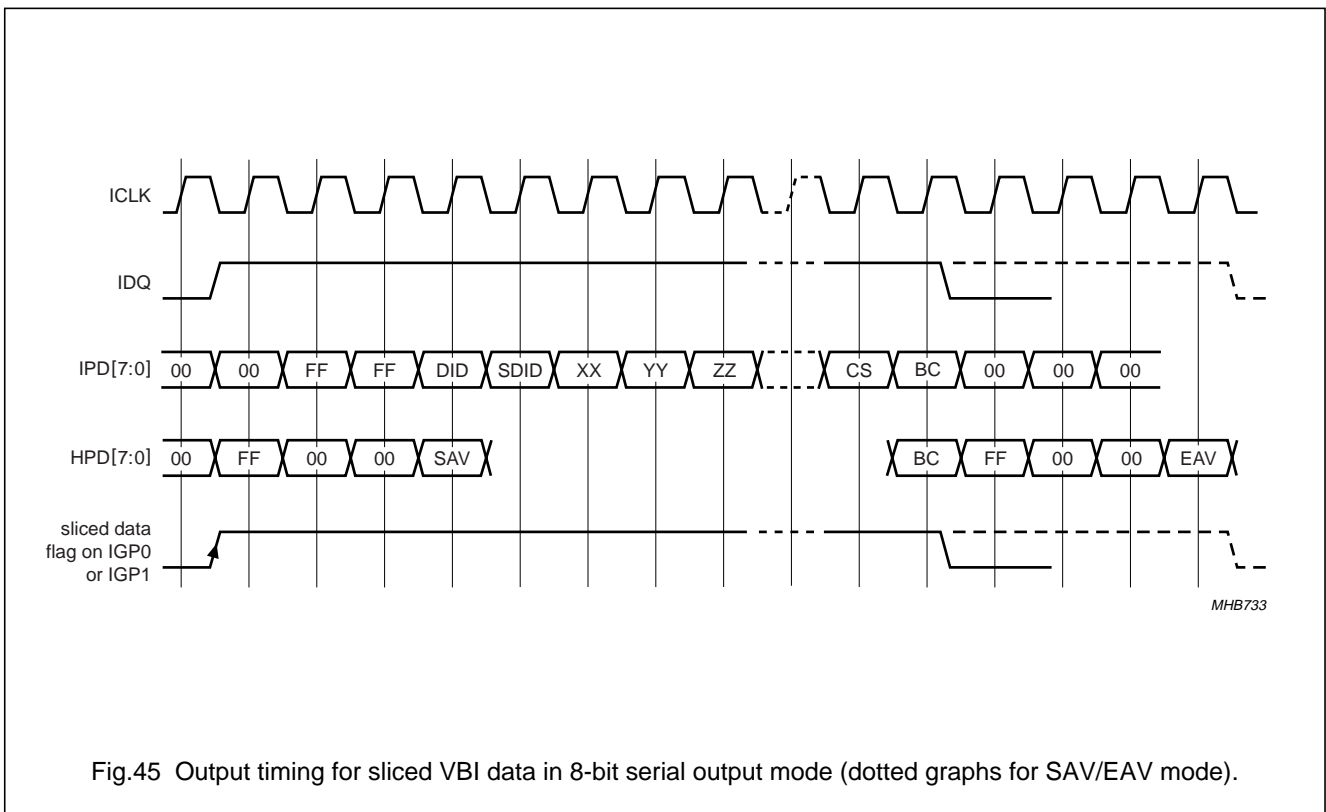 ICLK
IDQ
IPD[7:0] 00 00 FF FF DID SDID XX YY ZZ CS BC 00 00 00
HPD[7:0] 00 FF 00 00 SAV BC FF 00 00 EAV
sliced data
flag on IGP0
or IGP1
MHB733
Fig.45 Output timing for sliced VBI data in 8-bit serial output mode (dotted graphs for SAV/EAV mode).